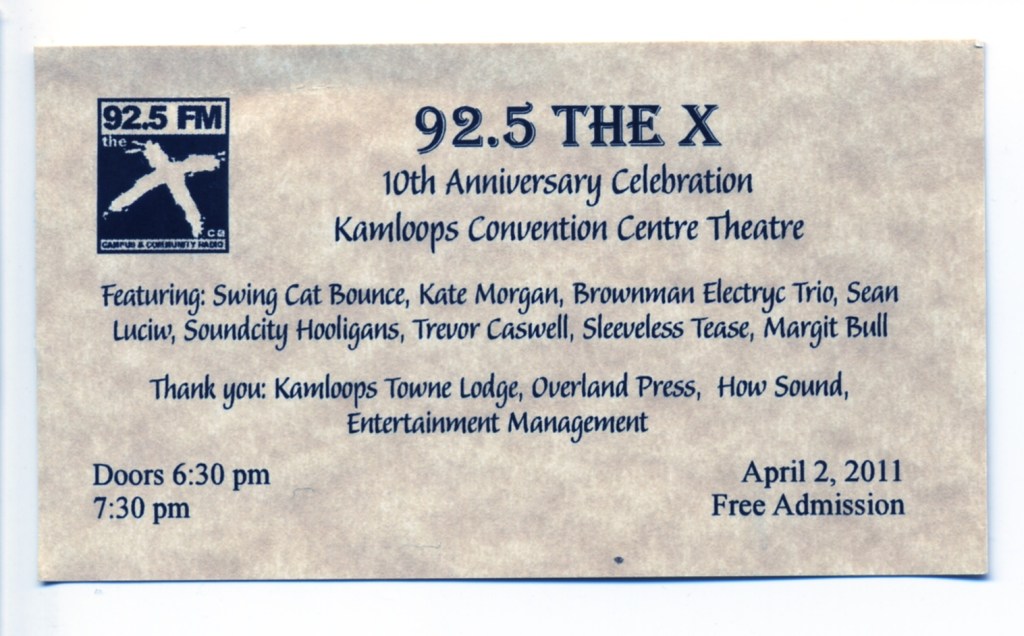 92.5 FM
the
.ca
CAMPUS & COMMUNITY RADIO
92.5 THE X
10th Anniversary Celebration
Kamloops Convention Centre Theatre
Featuring: Swing Cat Bounce, Kate Morgan, Brownman Electryc Trio, Sean
Luciw, Soundcity Hooligans, Trevor Caswell, Sleeveless Tease, Margit Bull
Thank you: Kamloops Towne Lodge, Overland Press, How Sound,
Entertainment Management
Doors 6:30 pm
7:30 pm
April 2, 2011
Free Admission